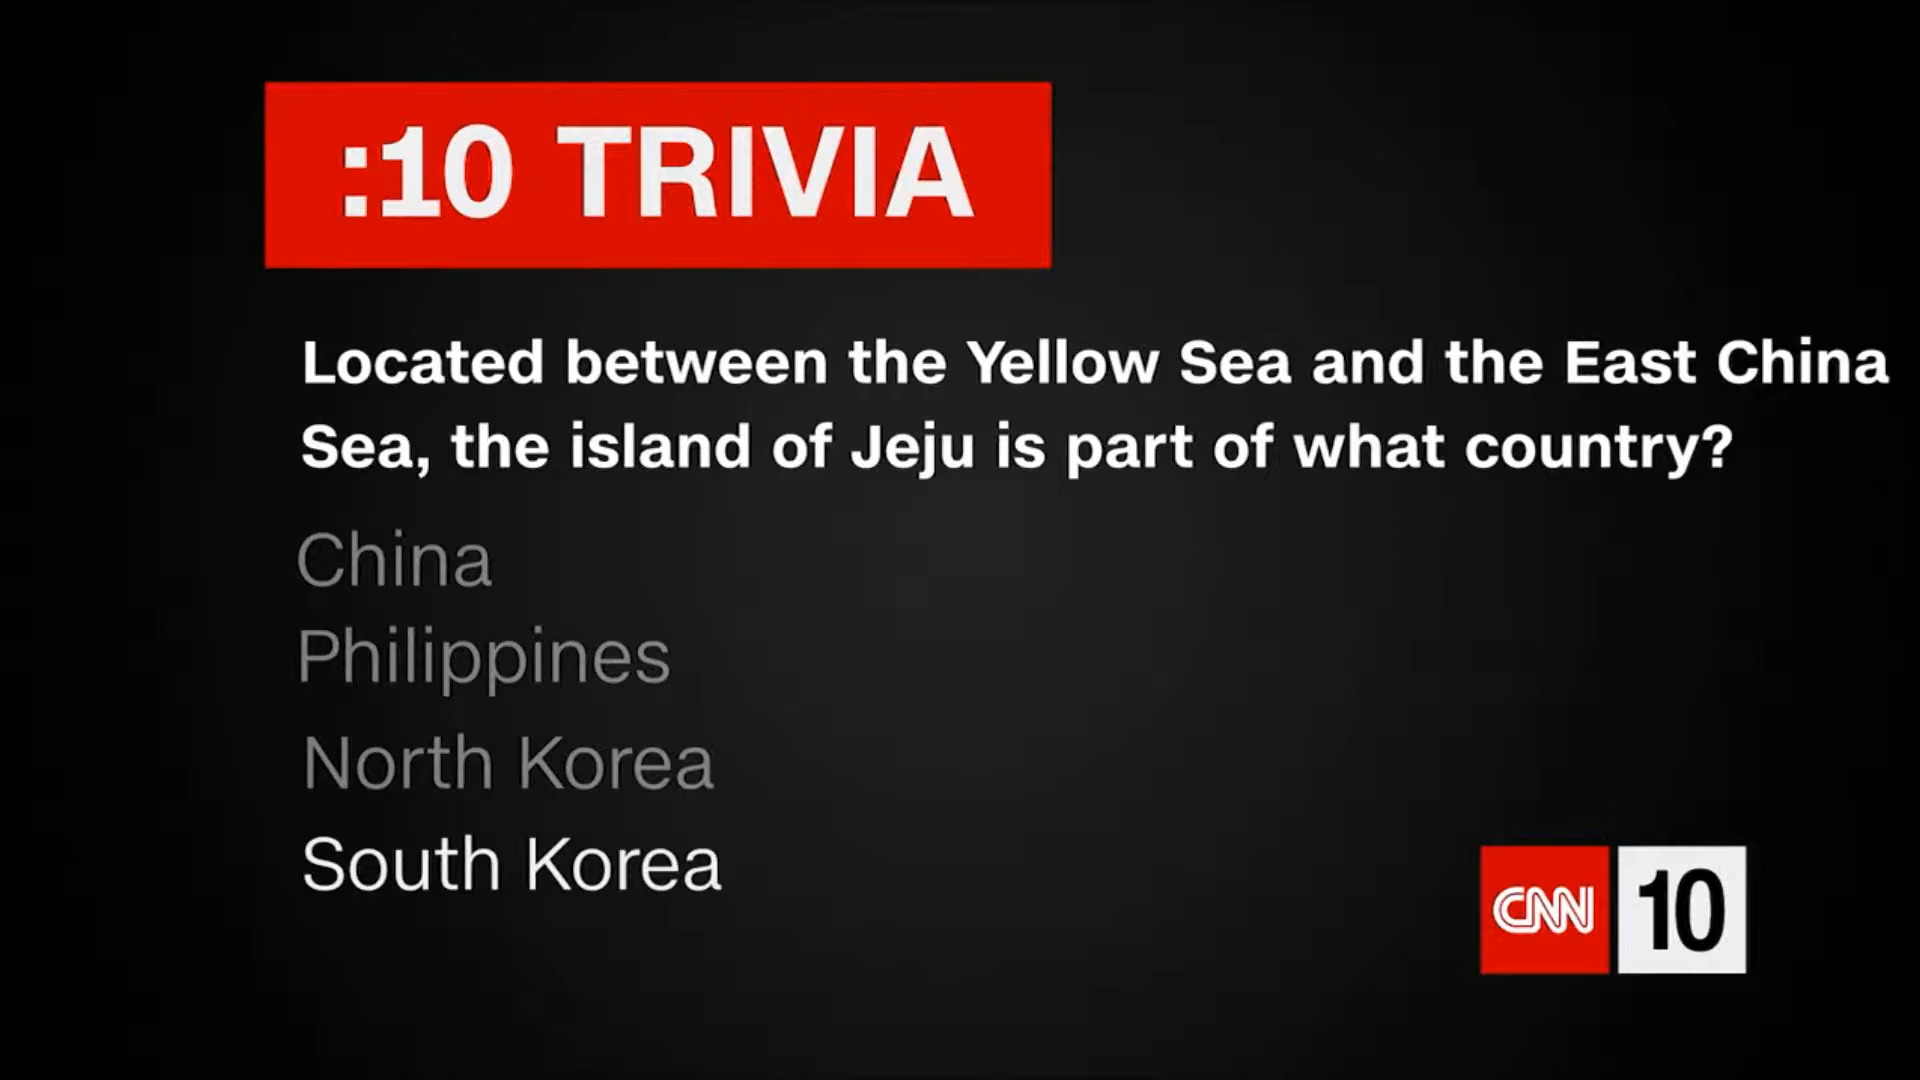 :10 TRIVIA
Located between the Yellow Sea and the East China
Sea, the island of Jeju is part of what country?
China
Philippines
North Korea
South Korea
CNN 10